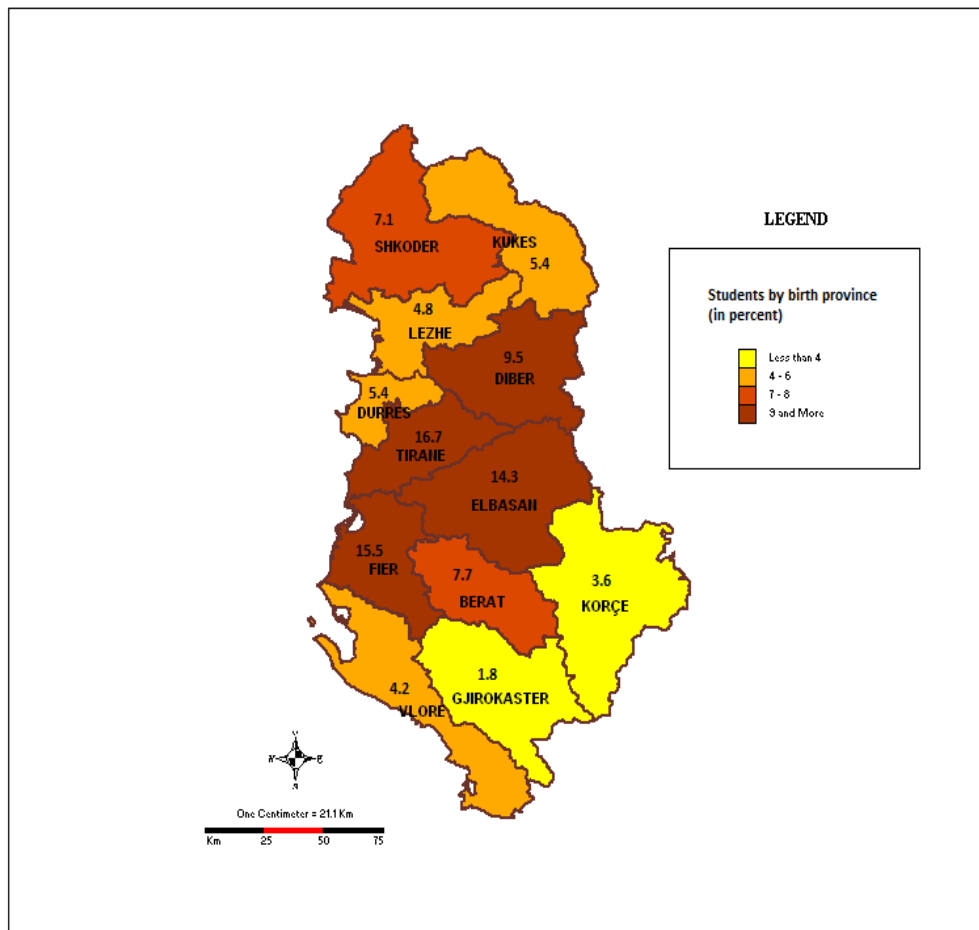 7.1
SHKODER
KUKES
5.4
4.8
LEZHE
9.5
DIBER
5.4
DURRES
16.7
TIRANE
14.3
ELBASAN
15.5
FIER
7.7
BERAT
3.6
KORÇE
1.8
GJIROKASTER
4.2
VLORE
LEGEND
Students by birth province
(in percent)
Less than 4
4 - 6
7 - 8
9 and More
One Centimeter = 21.1 Km
Km 25 50 75